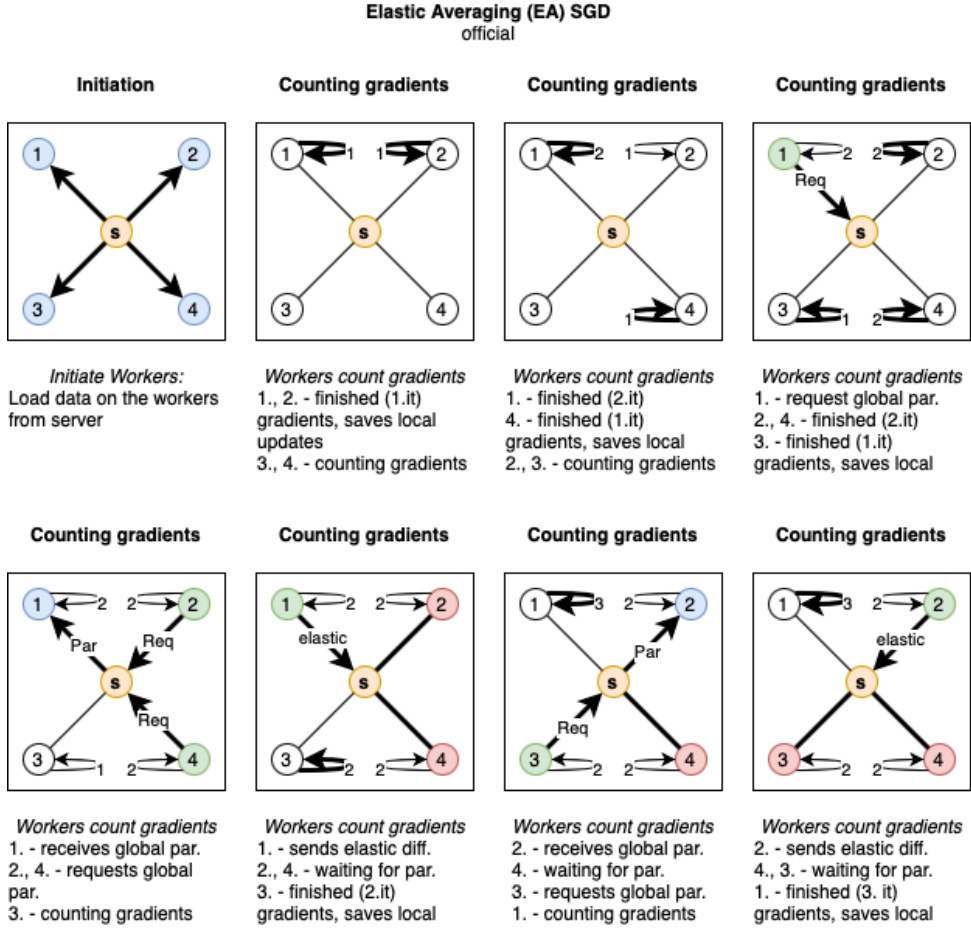 Elastic Averaging (EA) SGD
official
Initiation
Counting gradients
Counting gradients
Counting gradients
1
2
s
3
4
1
1
1
2
s
3
4
1
2
1
2
s
3
1
4
1
2
2
2
Req
s
3
1
2
4
Initiate Workers:
Load data on the workers
from server
Workers count gradients
1., 2. - finished (1.it)
gradients, saves local
updates
3., 4. - counting gradients
Workers count gradients
1. - finished (2.it)
4. - finished (1.it)
gradients, saves local
2., 3. - counting gradients
Workers count gradients
1. - request global par.
2., 4. - finished (2.it)
3. - finished (1.it)
gradients, saves local
Counting gradients
Counting gradients
Counting gradients
Counting gradients
1
2
2
2
Par
Req
s
Req
3
1
2
4
1
2
2
2
elastic
s
3
2
2
4
1
3
2
2
Par
s
Req
3
2
2
4
1
3
2
2
elastic
s
3
2
2
4
Workers count gradients
1. - receives global par.
2., 4. - requests global
par.
3. - counting gradients
Workers count gradients
1. - sends elastic diff.
2., 4. - waiting for par.
3. - finished (2.it)
gradients, saves local
Workers count gradients
2. - receives global par.
4. - waiting for par.
3. - requests global par.
1. - counting gradients
Workers count gradients
2. - sends elastic diff.
4., 3. - waiting for par.
1. - finished (3. it)
gradients, saves local